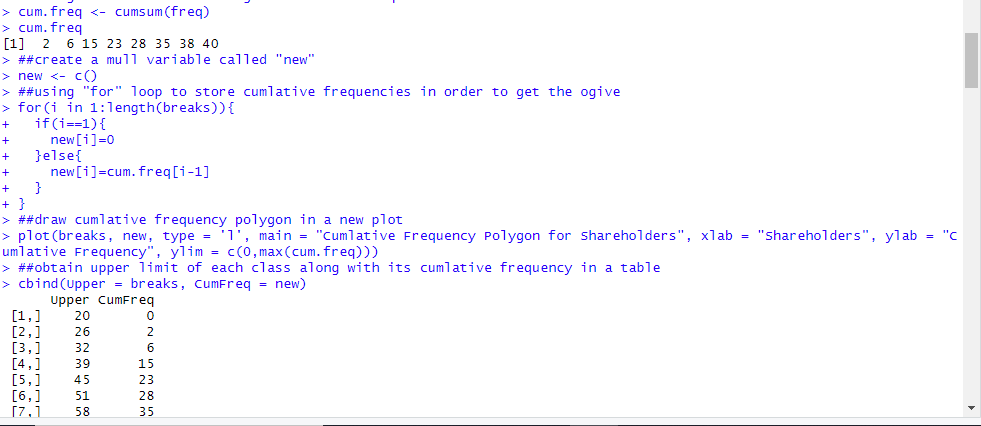 > cum.freq <- cumsum(freq)
> cum.freq
[1]  2  6 15 23 28 35 38 40
> ##create a mull variable called "new"
> new <- c()
> ##using "for" loop to store cumlative frequencies in order to get the ogive
> for(i in 1:length(breaks)){
+   if(i==1){
+     new[i]=0
+   }else{
+     new[i]=cum.freq[i-1]
+   }
+ }
> ##draw cumlative frequency polygon in a new plot
> plot(breaks, new, type = 'l', main = "Cumlative Frequency Polygon for Shareholders", xlab = "Shareholders", ylab = "C
umlative Frequency", ylim = c(0,max(cum.freq)))
> ##obtain upper limit of each class along with its cumlative frequency in a table
> cbind(Upper = breaks, CumFreq = new)
      Upper CumFreq
 [1,]    20       0
 [2,]    26       2
 [3,]    32       6
 [4,]    39      15
 [5,]    45      23
 [6,]    51      28
 [7,]    58      35